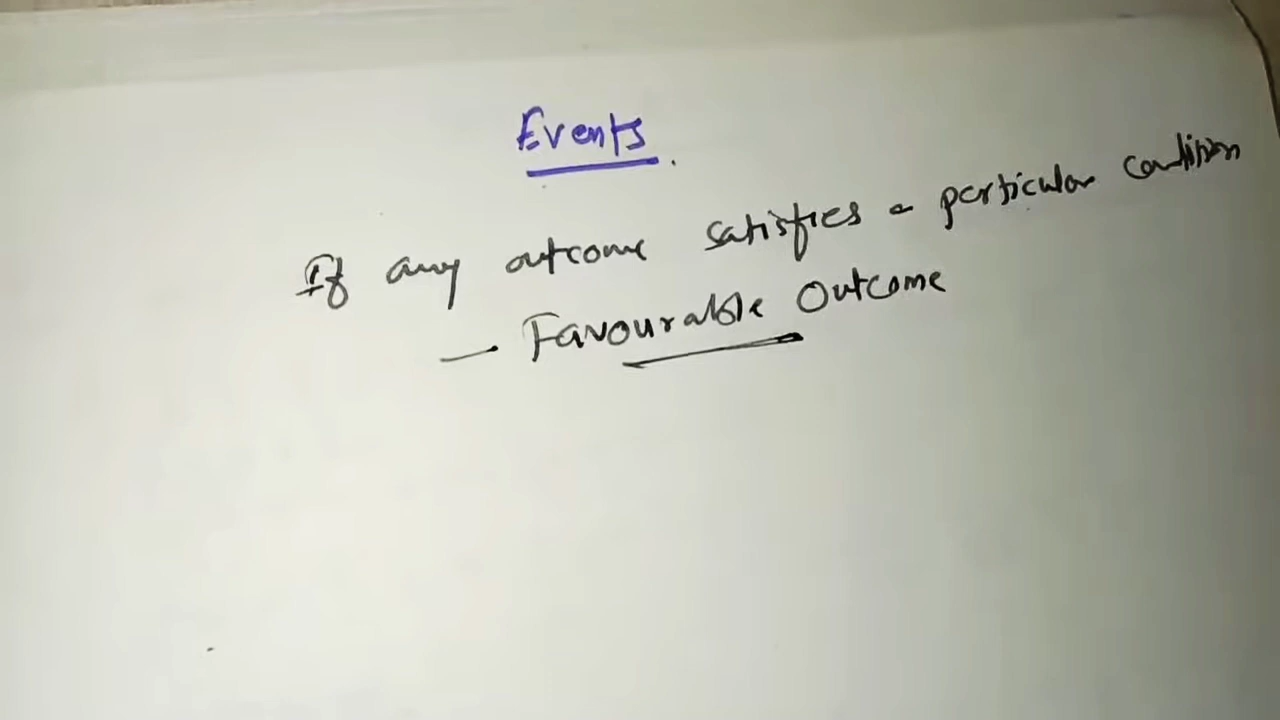 Events
If any outcome satisfies a particular condition
- Favourable Outcome